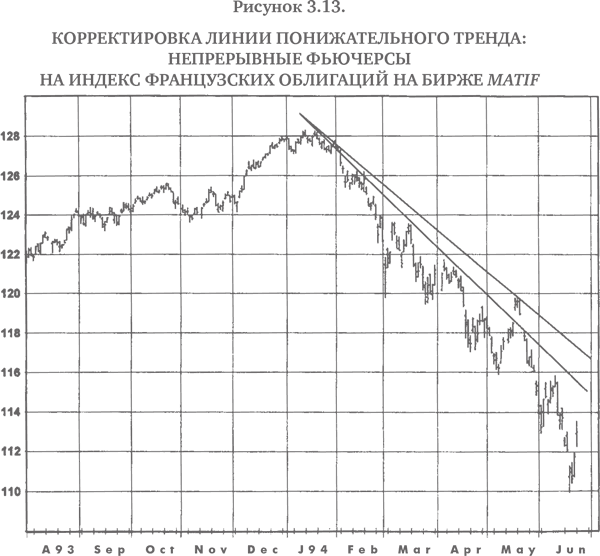 Рисунок 3.13.
КОРРЕКТИРОВКА ЛИНИИ ПОНИЖАТЕЛЬНОГО ТРЕНДА:
НЕПРЕРЫВНЫЕ ФЬЮЧЕРСЫ
НА ИНДЕКС ФРАНЦУЗСКИХ ОБЛИГАЦИЙ НА БИРЖЕ MATIF
128
126
124
122
120
118
116
114
112
110
A93 Sep Oct Nov Dec J94 Feb Mar Apr May Jun